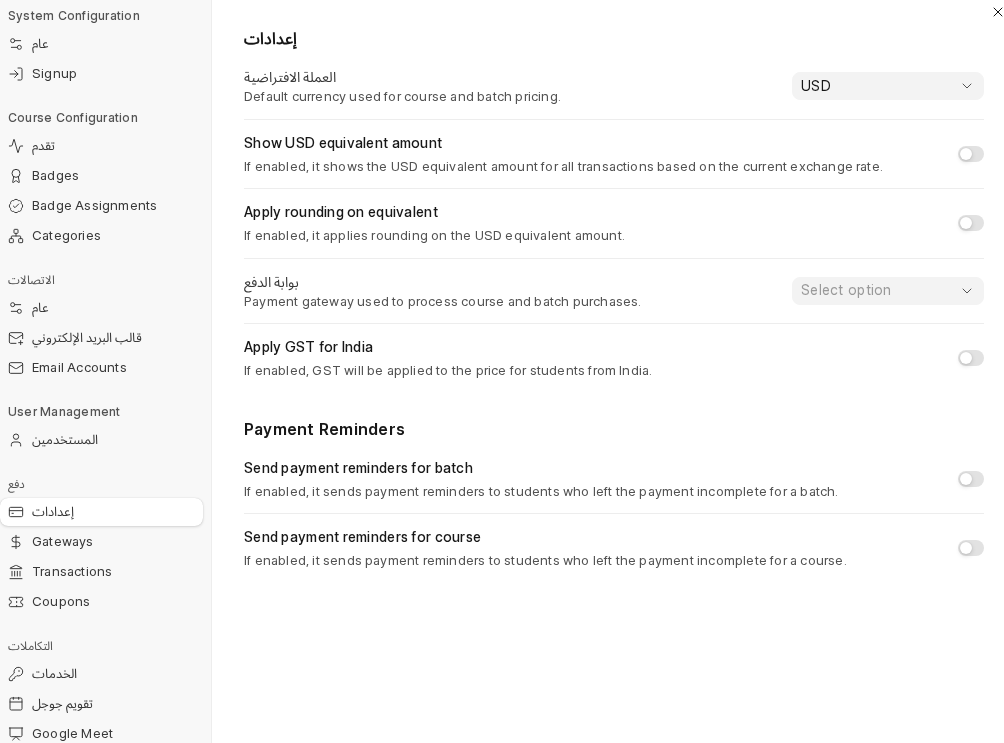 System Configuration
عام
Signup
Course Configuration
تقدم
Badges
Badge Assignments
Categories
الاتصالات
عام
قالب البريد الإلكتروني
Email Accounts
User Management
المستخدمين
دفع
إعدادات
Gateways
Transactions
Coupons
التكاملات
الخدمات
تقويم جوجل
Google Meet
إعدادات
العملة الافتراضية
Default currency used for course and batch pricing.
USD
Show USD equivalent amount
If enabled, it shows the USD equivalent amount for all transactions based on the current exchange rate.
Apply rounding on equivalent
If enabled, it applies rounding on the USD equivalent amount.
بوابة الدفع
Payment gateway used to process course and batch purchases.
Select option
Apply GST for India
If enabled, GST will be applied to the price for students from India.
Payment Reminders
Send payment reminders for batch
If enabled, it sends payment reminders to students who left the payment incomplete for a batch.
Send payment reminders for course
If enabled, it sends payment reminders to students who left the payment incomplete for a course.